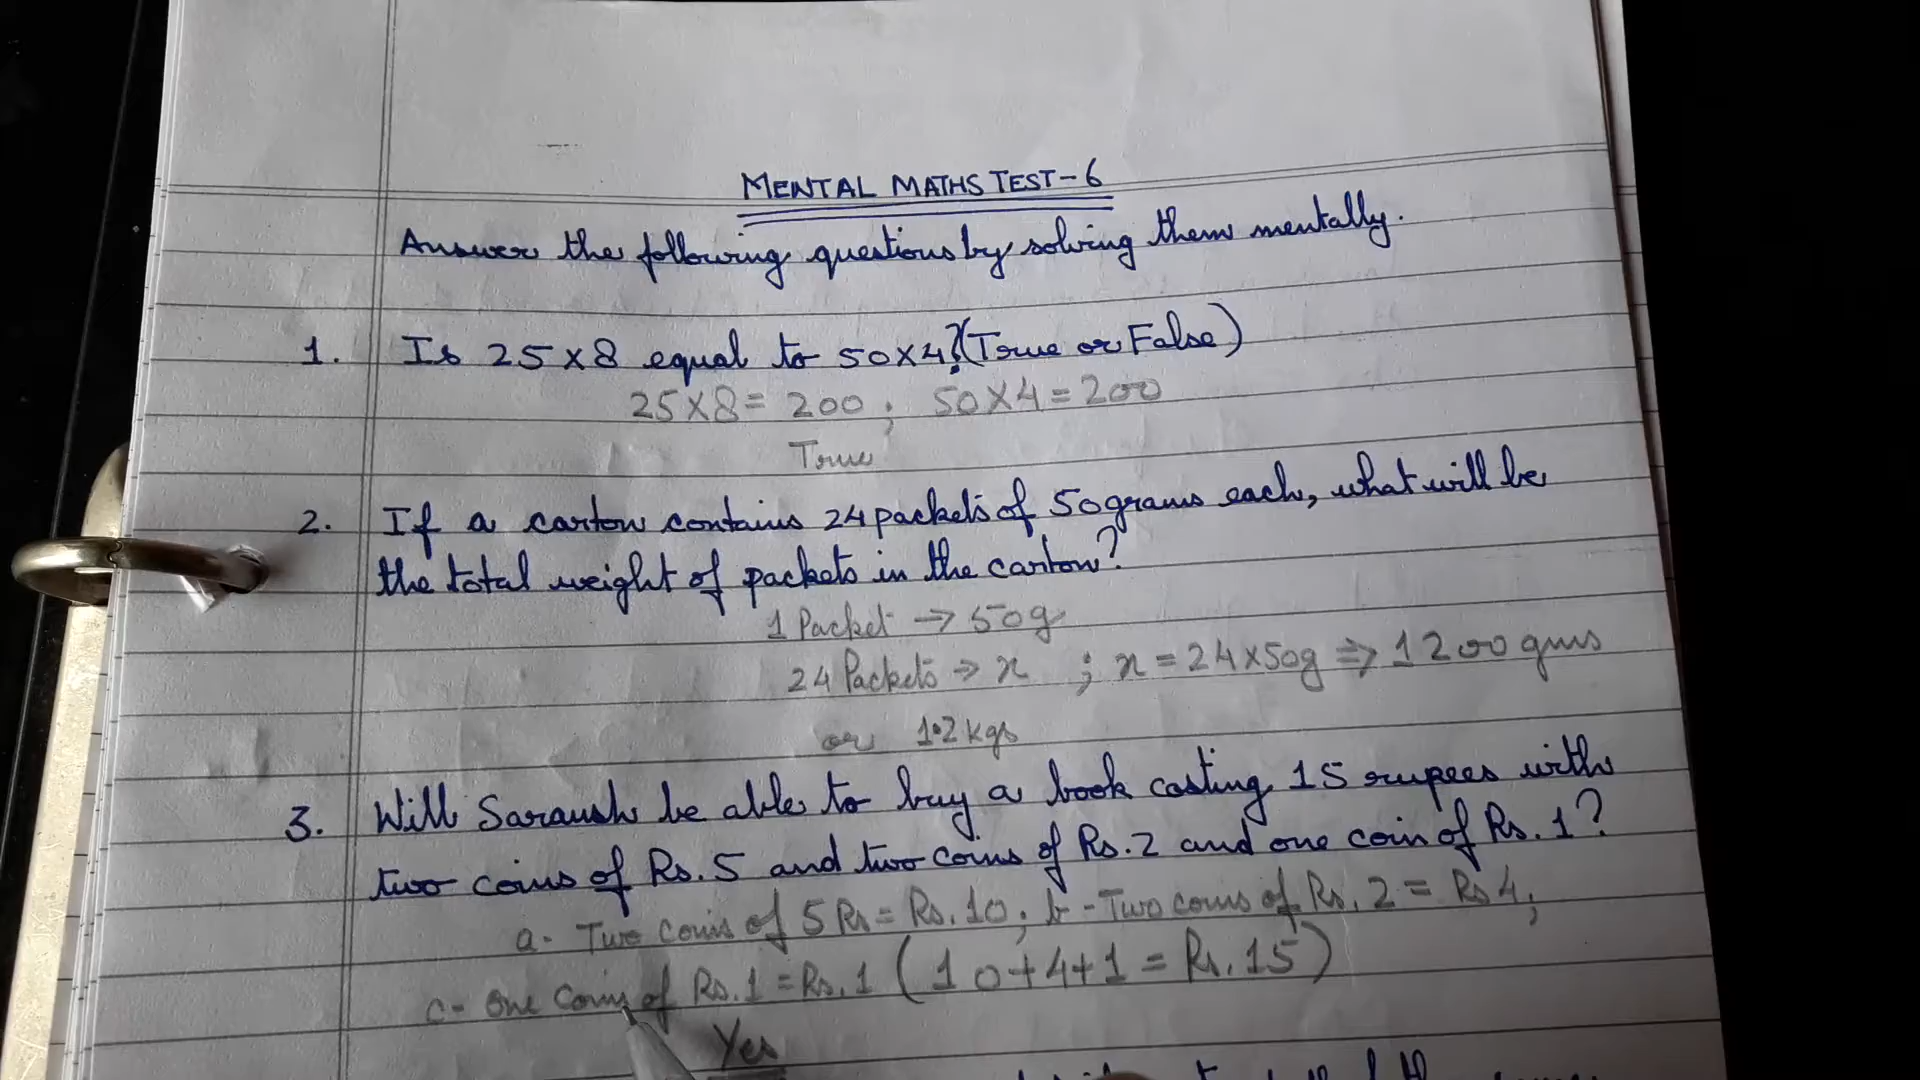 MENTAL MATHS TEST-6
Answer the following questions by solving them mentally.
1. Is 25×8 equal to 50×4? (True or False)
25×8= 200 ; 50×4=200
True
2. If a carton contains 24 packets of 50grams each, what will be
the total weight of packets in the carton?
1 Packet → 50g
24 Packets → x ; x = 24×50g ⇒ 1200 gms
or 1.2 kgs
3. Will Saraush be able to buy a book costing 15 rupees with
two coins of Rs. 5 and two coins of Rs. 2 and one coin of Rs. 1?
a- Two coins of 5 Rs = Rs. 10; b- Two coins of Rs. 2 = Rs 4;
c- One Coin of Rs. 1 = Rs. 1 (10+4+1 = Rs. 15)
Yes